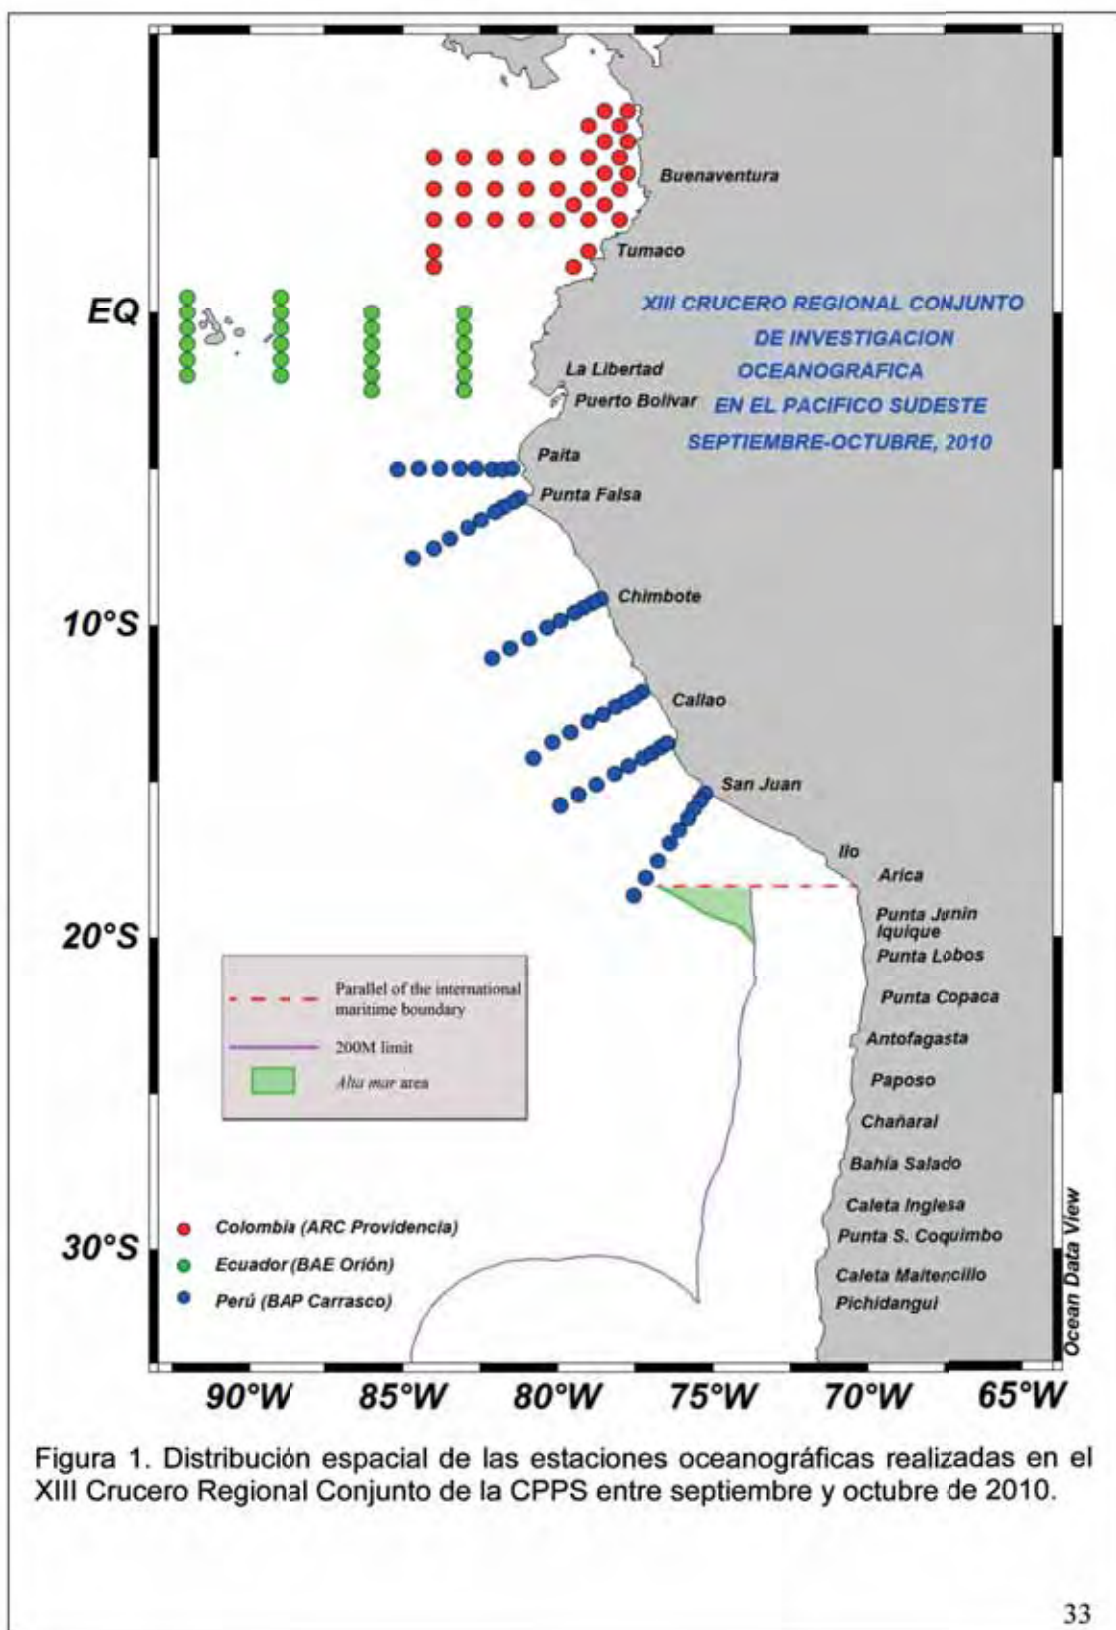 Buenaventura
Tumaco
EQ
XIII CRUCERO REGIONAL CONJUNTO
DE INVESTIGACION
OCEANOGRÁFICA
EN EL PACIFICO SUDESTE
SEPTIEMBRE-OCTUBRE, 2010
La Libertad
Puerto Bolivar
Paita
Punta Falsa
Chimbote
10°S
Callao
San Juan
Ilo
Arica
Punta Junin
Iquique
20°S
Punta Lobos
Punta Copaca
Antofagasta
Paposo
Chañaral
Bahía Salado
Caleta Inglesa
Punta S. Coquimbo
30°S
Caleta Maitencillo
Pichidangui
Parallel of the international
maritime boundary
200M limit
Alta mar area
Colombia (ARC Providencia)
Ecuador (BAE Orión)
Perú (BAP Carrasco)
Ocean Data View
90°W 85°W 80°W 75°W 70°W 65°W
Figura 1. Distribución espacial de las estaciones oceanográficas realizadas en el
XIII Crucero Regional Conjunto de la CPPS entre septiembre y octubre de 2010.
33